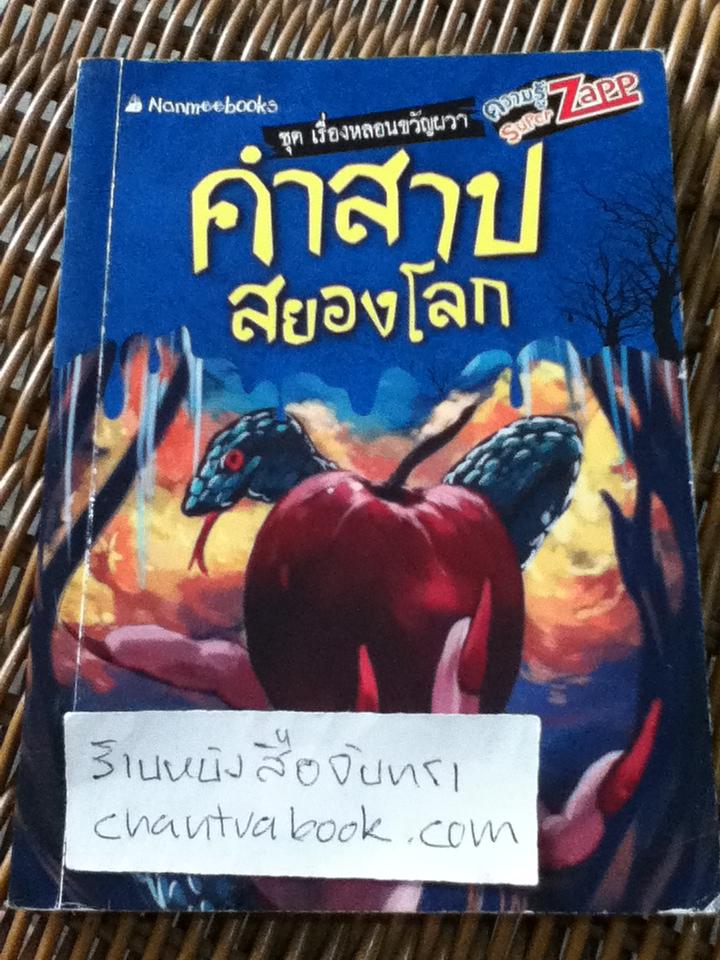 Nanmeebooks
ความรู้
Super Zapp
ชุด เรื่องหลอนขวัญผวา
คำสาป
สยองโลก
ร้านหนังสือจันทรา
chantrabook.com